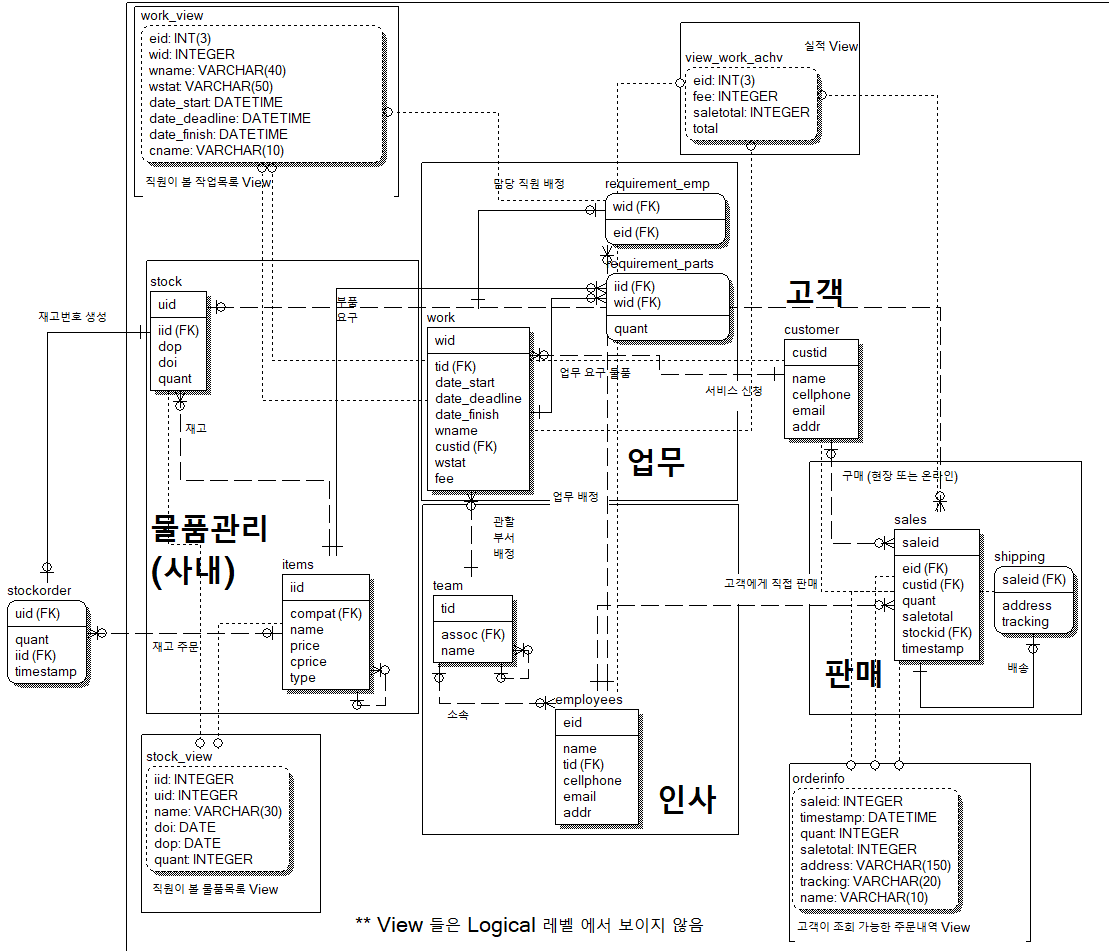 work_view
eid: INT(3)
wid: INTEGER
wname: VARCHAR(40)
wstat: VARCHAR(50)
date_start: DATETIME
date_deadline: DATETIME
date_finish: DATETIME
cname: VARCHAR(10)
직원이 볼 작업목록 View
실적 View
view_work_achv
eid: INT(3)
fee: INTEGER
saletotal: INTEGER
total
담당 직원 배정
requirement_emp
wid (FK)
eid (FK)
requirement_parts
iid (FK)
wid (FK)
quant
부품
요구
stock
uid
iid (FK)
dop
doi
quant
재고번호 생성
재고
work
wid
tid (FK)
date_start
date_deadline
date_finish
wname
custid (FK)
wstat
fee
업무 요구 물품
서비스 신청
고객
customer
custid
name
cellphone
email
addr
업무
업무 배정
관할
부서
배정
구매 (현장 또는 온라인)
물품관리
(사내)
items
iid
compat (FK)
name
price
cprice
type
stockorder
uid (FK)
quant
iid (FK)
timestamp
재고 주문
team
tid
assoc (FK)
name
소속
employees
eid
name
tid (FK)
cellphone
email
addr
인사
고객에게 직접 판매
sales
saleid
eid (FK)
custid (FK)
quant
saletotal
stockid (FK)
timestamp
shipping
saleid (FK)
address
tracking
배송
판매
stock_view
iid: INTEGER
uid: INTEGER
name: VARCHAR(30)
doi: DATE
dop: DATE
quant: INTEGER
직원이 볼 물품목록 View
orderinfo
saleid: INTEGER
timestamp: DATETIME
quant: INTEGER
saletotal: INTEGER
address: VARCHAR(150)
tracking: VARCHAR(20)
name: VARCHAR(10)
고객이 조회 가능한 주문내역 View
** View 들은 Logical 레벨 에서 보이지 않음